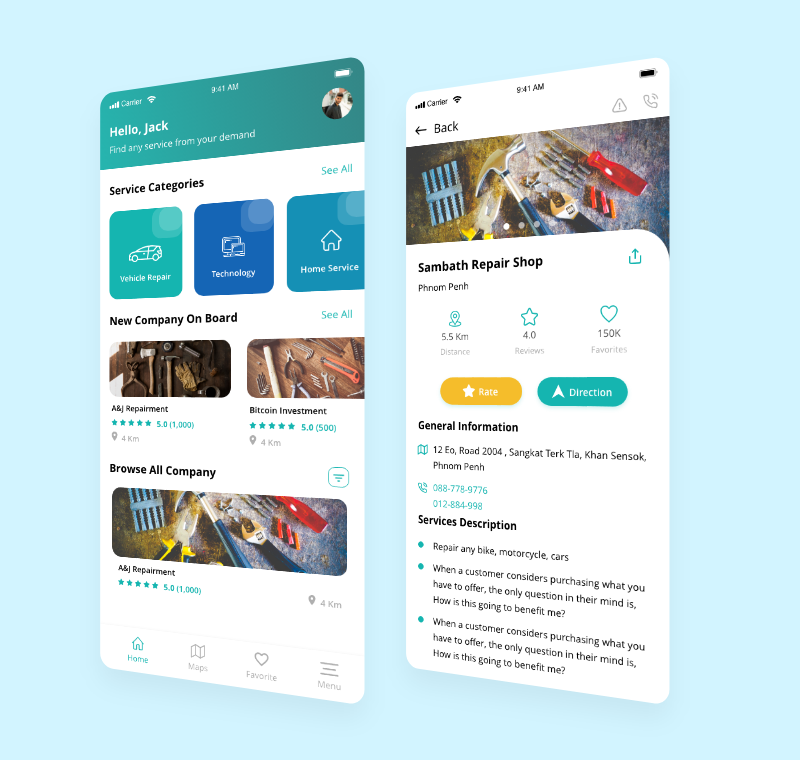 Carrier
9:41 AM
Hello, Jack
Find any service from your demand
Service Categories
See All
Vehicle Repair
Technology
Home Service
New Company On Board
See All
A&J Repairment
5.0 (1,000)
4 Km
Bitcoin Investment
5.0 (500)
4 Km
Browse All Company
A&J Repairment
5.0 (1,000)
4 Km
Home
Maps
Favorite
Menu
Carrier
9:41 AM
Back
Sambath Repair Shop
Phnom Penh
5.5 Km
Distance
4.0
Reviews
150K
Favorites
Rate
DIrection
General Information
12 Eo, Road 2004 , Sangkat Terk Tla, Khan Sensok,
Phnom Penh
088-778-9776
012-884-998
Services Description
Repair any bike, motorcycle, cars
When a customer considers purchasing what you
have to offer, the only question in their mind is,
How is this going to benefit me?
When a customer considers purchasing what you
have to offer, the only question in their mind is,
How is this going to benefit me?